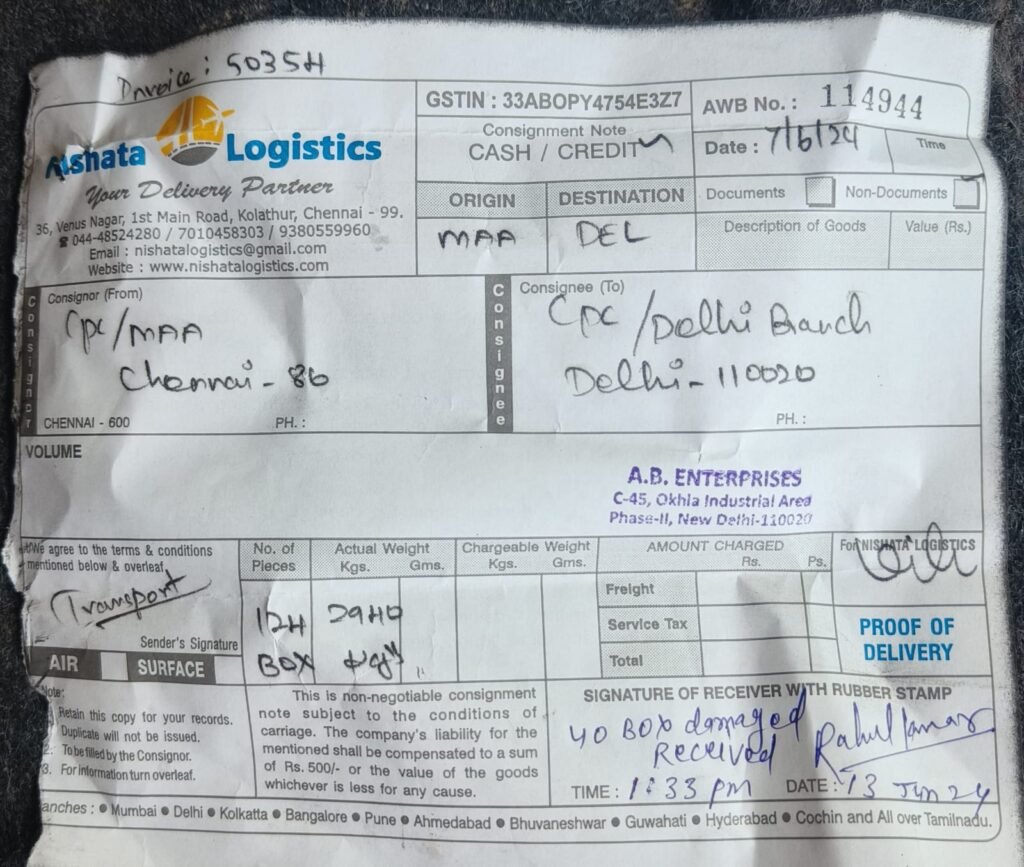 Invoice : 5035H
Nishata Logistics
Your Delivery Partner
36, Venus Nagar, 1st Main Road, Kolathur, Chennai - 99.
☎ 044-48524280 / 7010458303 / 9380559960
Email : nishatalogistics@gmail.com
Website : www.nishatalogistics.com
GSTIN : 33ABOPY4754E3Z7
Consignment Note
CASH / CREDIT
AWB No. : 114944
Date : 7/6/24
Time
ORIGIN
DESTINATION
MAA
DEL
Documents
Non-Documents
Description of Goods
Value (Rs.)
Consignor
Consignor (From)
Cpc/MAA
Chennai - 86
CHENNAI - 600
PH. :
Consignee
Consignee (To)
Cpc/Delhi Branch
Delhi - 110020
PH. :
VOLUME
A.B. ENTERPRISES
C-45, Okhla Industrial Area
Phase-II, New Delhi-110020
I/We agree to the terms & conditions
mentioned below & overleaf
Transport
Sender's Signature
AIR
SURFACE
No. of
Pieces
Actual Weight
Kgs. Gms.
Chargeable Weight
Kgs. Gms.
124
BOX
2940
kgs
AMOUNT CHARGED
Rs. Ps.
Freight
Service Tax
Total
For NISHATA LOGISTICS
PROOF OF
DELIVERY
Note:
Retain this copy for your records.
Duplicate will not be issued.
2. To be filled by the Consignor.
3. For information turn overleaf.
This is non-negotiable consignment
note subject to the conditions of
carriage. The company's liability for the
mentioned shall be compensated to a sum
of Rs. 500/- or the value of the goods
whichever is less for any cause.
SIGNATURE OF RECEIVER WITH RUBBER STAMP
40 BOX damaged
Received
Rahul Kumar
TIME : 1:33 pm
DATE : 13 Jun 24
anches : ● Mumbai ● Delhi ● Kolkatta ● Bangalore ● Pune ● Ahmedabad ● Bhuvaneshwar ● Guwahati ● Hyderabad ● Cochin and All over Tamilnadu.